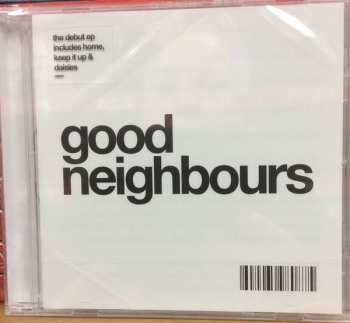 the debut ep
includes home,
keep it up &
daisies
good
neighbours